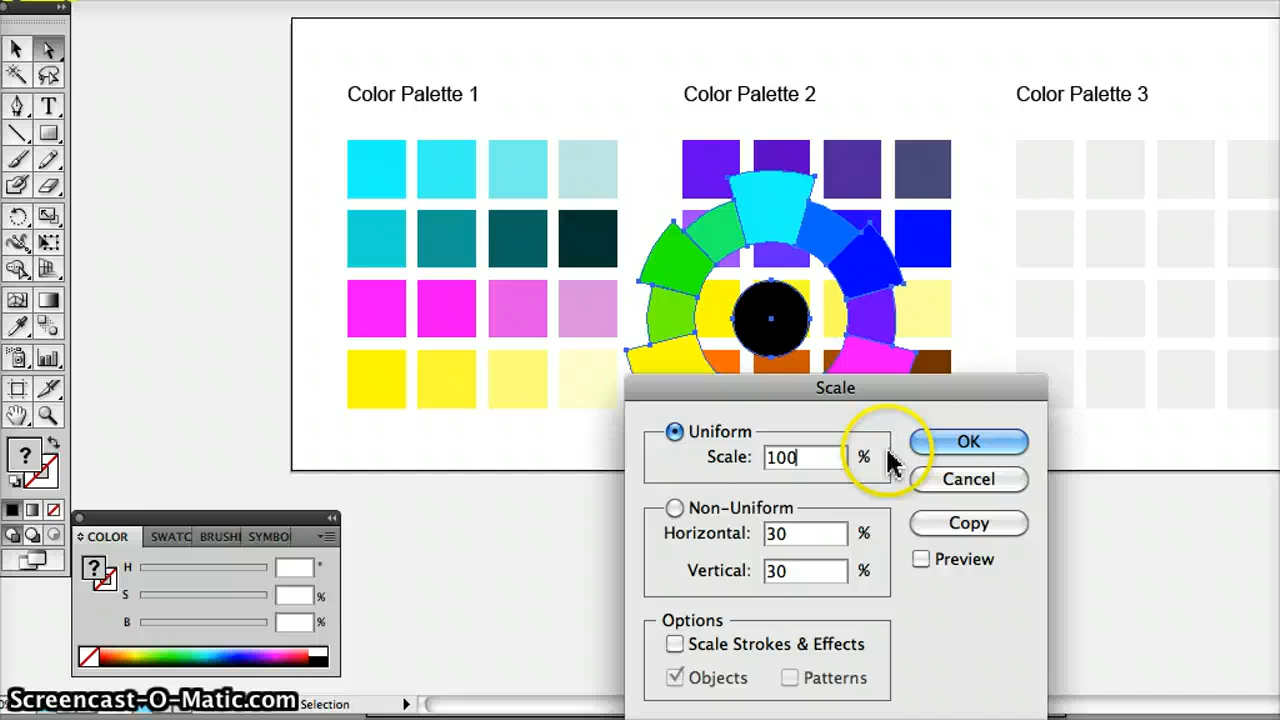 Color Palette 1
Color Palette 2
Color Palette 3
T
Scale
Uniform
Scale: 100 %
OK
Cancel
Non-Uniform
Horizontal: 30 %
Vertical: 30 %
Copy
Preview
Options
Scale Strokes & Effects
Objects
Patterns
?
COLOR
SWATC
BRUSHI
SYMBO
?
H °
S %
B %
Screencast-O-Matic.com
Selection